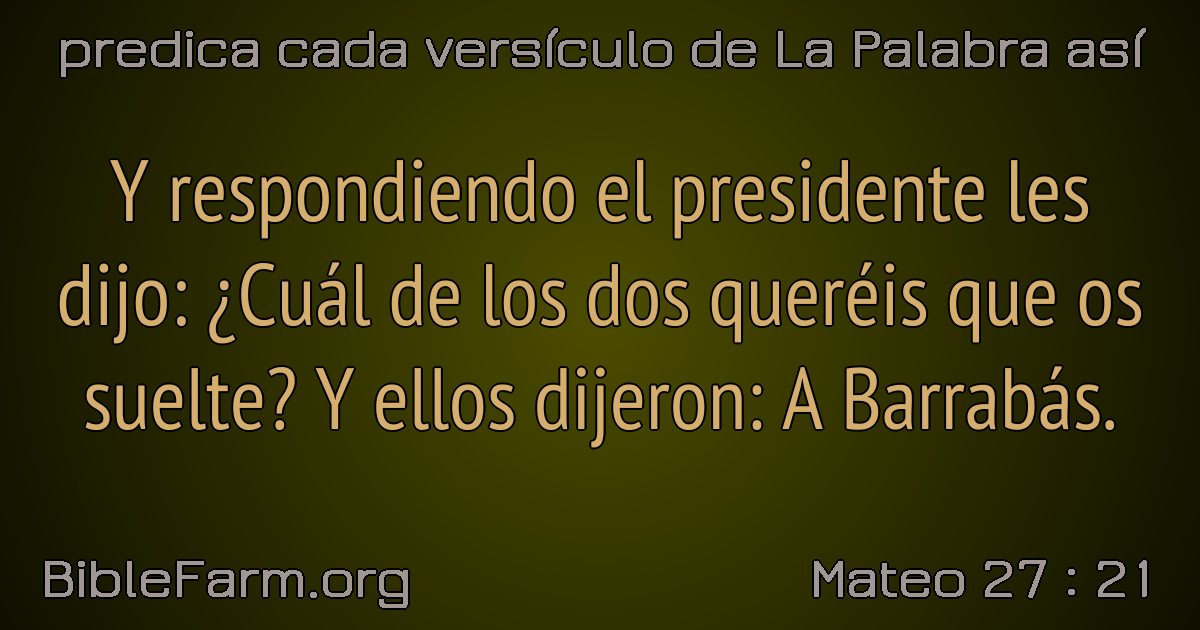 predica cada versículo de La Palabra así
Y respondiendo el presidente les
dijo: ¿Cuál de los dos queréis que os
suelte? Y ellos dijeron: A Barrabás.
BibleFarm.org
Mateo 27 : 21